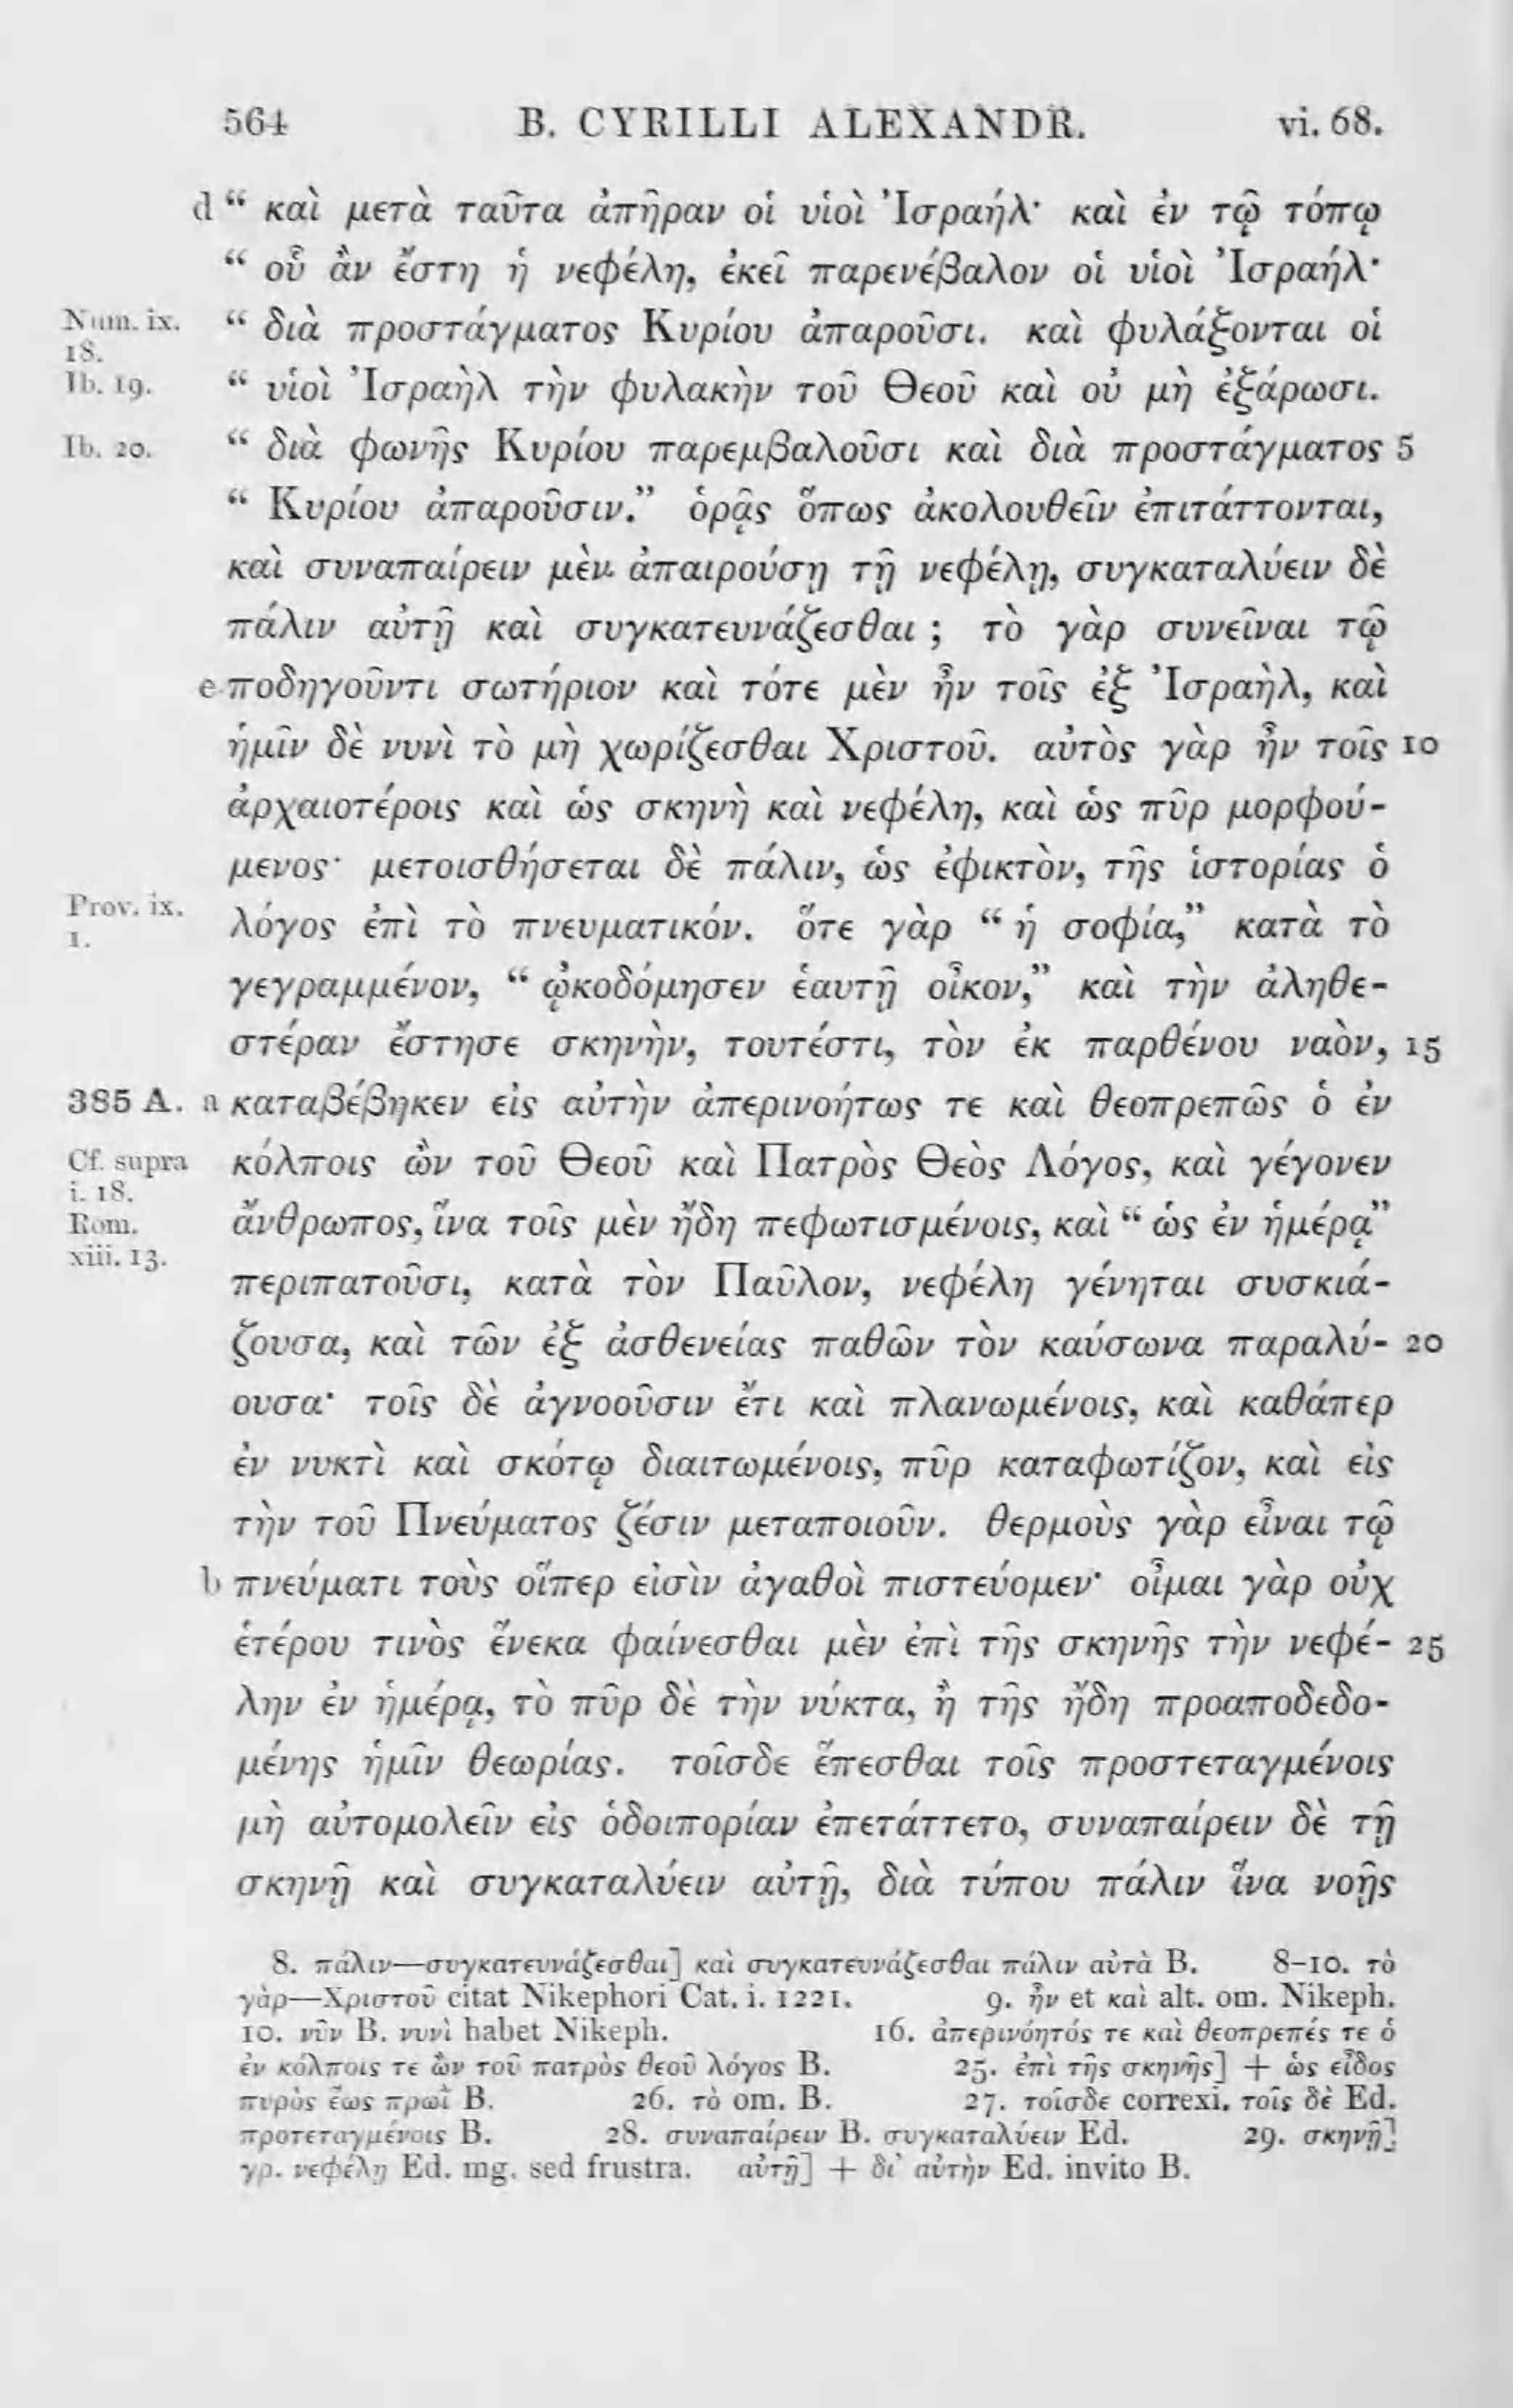 564 B. CYRILLI ALEXANDR. vi. 68.
d “ καὶ μετὰ ταῦτα ἀπῆραν οἱ υἱοὶ Ἰσραήλ· καὶ ἐν τῷ τόπῳ
“ οὗ ἂν ἔστη ἡ νεφέλη, ἐκεῖ παρενέβαλον οἱ υἱοὶ Ἰσραήλ·
Num. ix. 18. “ διὰ προστάγματος Κυρίου ἀπαροῦσι. καὶ φυλάξονται οἱ
Ib. 19. “ υἱοὶ Ἰσραὴλ τὴν φυλακὴν τοῦ Θεοῦ καὶ οὐ μὴ ἐξάρωσι.
Ib. 20. “ διὰ φωνῆς Κυρίου παρεμβαλοῦσι καὶ διὰ προστάγματος 5
“ Κυρίου ἀπαροῦσιν.” ὁρᾷς ὅπως ἀκολουθεῖν ἐπιτάττονται,
καὶ συναπαίρειν μὲν ἀπαιρούσῃ τῇ νεφέλῃ, συγκαταλύειν δὲ
πάλιν αὐτῇ καὶ συγκατευνάζεσθαι ; τὸ γὰρ συνεῖναι τῷ
e ποδηγοῦντι σωτήριον καὶ τότε μὲν ἦν τοῖς ἐξ Ἰσραὴλ, καὶ
ἡμῖν δὲ νυνὶ τὸ μὴ χωρίζεσθαι Χριστοῦ. αὐτὸς γὰρ ἦν τοῖς 10
ἀρχαιοτέροις καὶ ὡς σκηνὴ καὶ νεφέλη, καὶ ὡς πῦρ μορφού-
μενος· μετοισθήσεται δὲ πάλιν, ὡς ἐφικτὸν, τῆς ἱστορίας ὁ
Prov. ix. 1. λόγος ἐπὶ τὸ πνευματικόν. ὅτε γὰρ “ ἡ σοφία,” κατὰ τὸ
γεγραμμένον, “ ᾠκοδόμησεν ἑαυτῇ οἶκον,” καὶ τὴν ἀληθε-
στέραν ἔστησε σκηνὴν, τουτέστι, τὸν ἐκ παρθένου ναὸν, 15
385 A. a καταβέβηκεν εἰς αὐτὴν ἀπερινοήτως τε καὶ θεοπρεπῶς ὁ ἐν
Cf. supra i. 18. κόλποις ὢν τοῦ Θεοῦ καὶ Πατρὸς Θεὸς Λόγος, καὶ γέγονεν
Rom. xiii. 13. ἄνθρωπος, ἵνα τοῖς μὲν ἤδη πεφωτισμένοις, καὶ “ ὡς ἐν ἡμέρᾳ”
περιπατοῦσι, κατὰ τὸν Παῦλον, νεφέλη γένηται συσκιά-
ζουσα, καὶ τῶν ἐξ ἀσθενείας παθῶν τὸν καύσωνα παραλύ- 20
ουσα· τοῖς δὲ ἀγνοοῦσιν ἔτι καὶ πλανωμένοις, καὶ καθάπερ
ἐν νυκτὶ καὶ σκότῳ διαιτωμένοις, πῦρ καταφωτίζον, καὶ εἰς
τὴν τοῦ Πνεύματος ζέσιν μεταποιοῦν. θερμοὺς γὰρ εἶναι τῷ
b πνεύματι τοὺς οἵπερ εἰσὶν ἀγαθοὶ πιστεύομεν· οἶμαι γὰρ οὐχ
ἑτέρου τινὸς ἕνεκα φαίνεσθαι μὲν ἐπὶ τῆς σκηνῆς τὴν νεφέ- 25
λην ἐν ἡμέρᾳ, τὸ πῦρ δὲ τὴν νύκτα, ἢ τῆς ἤδη προαποδεδο-
μένης ἡμῖν θεωρίας. τοῖσδε ἕπεσθαι τοῖς προστεταγμένοις
μὴ αὐτομολεῖν εἰς ὁδοιπορίαν ἐπετάττετο, συναπαίρειν δὲ τῇ
σκηνῇ καὶ συγκαταλύειν αὐτῇ, διὰ τύπου πάλιν ἵνα νοῇς
8. πάλιν—συγκατευνάζεσθαι] καὶ συγκατευνάζεσθαι πάλιν αὐτὰ B. 8-10. τὸ
γὰρ—Χριστοῦ citat Nikephori Cat. i. 1221. 9. ἦν et καὶ alt. om. Nikeph.
10. νῦν B. νυνὶ habet Nikeph. 16. ἀπερινόητός τε καὶ θεοπρεπές τε ὁ
ἐν κόλποις τε ὢν τοῦ πατρὸς θεοῦ λόγος B. 25. ἐπὶ τῆς σκηνῆς] + ὡς εἶδος
πυρὸς ἕως πρωῒ B. 26. τὸ om. B. 27. τοῖσδε correxi. τοῖς δὲ Ed.
προτεταγμένοις B. 28. συναπαίρειν B. συγκαταλύειν Ed. 29. σκηνῇ]
γρ. νεφέλῃ Ed. mg. sed frustra. αὐτῇ] + δι’ αὐτὴν Ed. invito B.